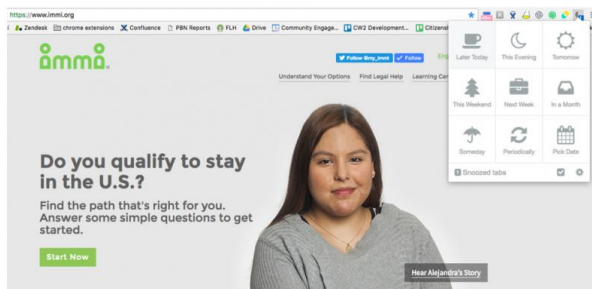 https://www.immi.org
Zendesk chrome extensions Confluence PBN Reports FLH Drive Community Engage... CW2 Development... Citizensh
immi.
Follow @my_immi Follow Eng
Understand Your Options Find Legal Help Learning Cen
Later Today This Evening Tomorrow
This Weekend Next Week In a Month
Someday Periodically Pick Date
Snoozed tabs
Do you qualify to stay
in the U.S.?
Find the path that's right for you.
Answer some simple questions to get
started.
Start Now
Hear Alejandra's Story